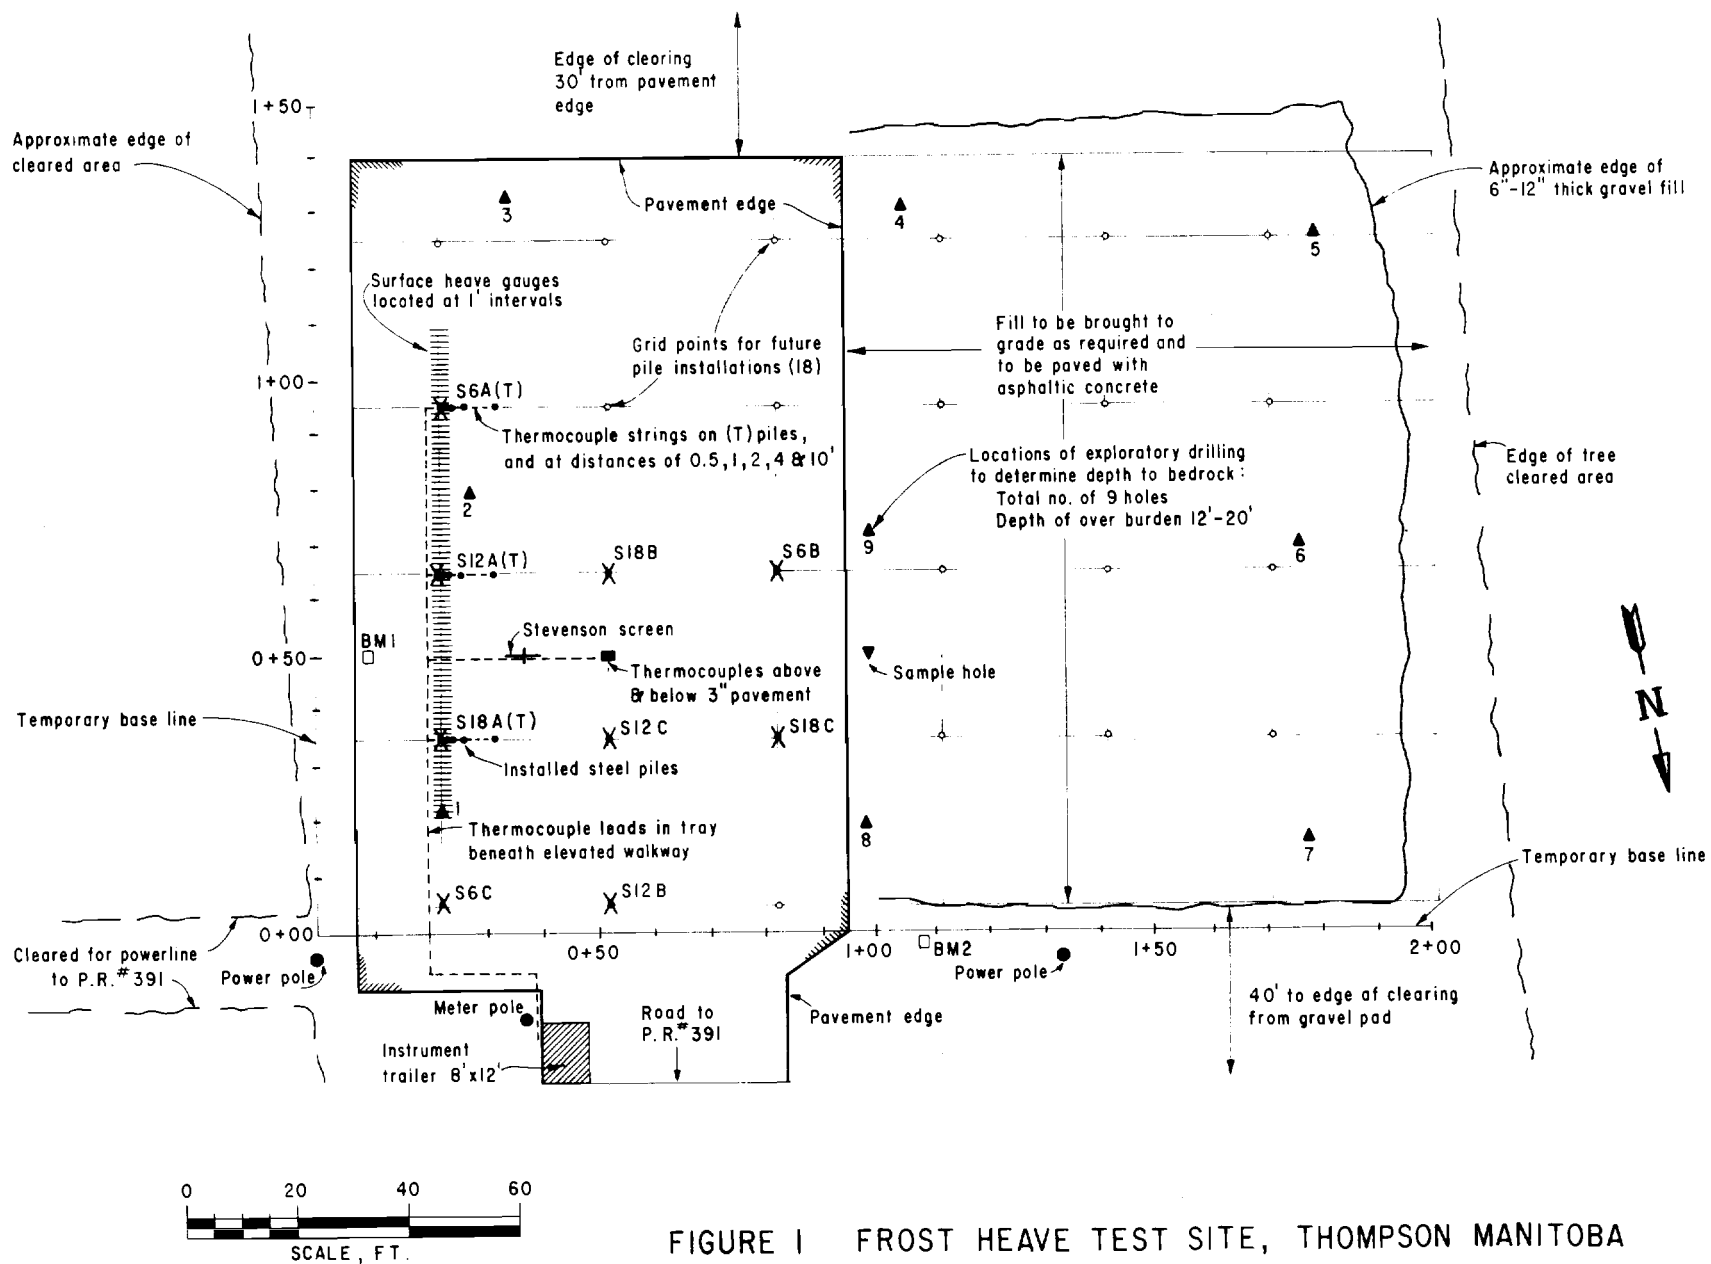 Edge of clearing
30' from pavement
edge
1+50
Approximate edge of
cleared area
Approximate edge of
6"-12" thick gravel fill
3
Pavement edge
4
5
Surface heave gauges
located at 1' intervals
Grid points for future
pile installations (18)
Fill to be brought to
grade as required and
to be paved with
asphaltic concrete
1+00
S6A(T)
Thermocouple strings on (T) piles,
and at distances of 0.5, 1, 2, 4 & 10'
Locations of exploratory drilling
to determine depth to bedrock:
Total no. of 9 holes
Depth of over burden 12'-20'
Edge of tree
cleared area
2
9
6
S12A(T)
S18B
S6B
BM1
Stevenson screen
0+50
Thermocouples above
& below 3" pavement
Sample hole
N
Temporary base line
S18A(T)
S12C
S18C
Installed steel piles
1
Thermocouple leads in tray
beneath elevated walkway
8
7
Temporary base line
S6C
S12B
0+00
0+50
1+00
BM2
1+50
2+00
Cleared for powerline
to P.R.#391
Power pole
Power pole
Meter pole
Road to
P.R.#391
Pavement edge
40' to edge of clearing
from gravel pad
Instrument
trailer 8'x12'
0 20 40 60
SCALE, FT.
FIGURE 1 FROST HEAVE TEST SITE, THOMPSON MANITOBA